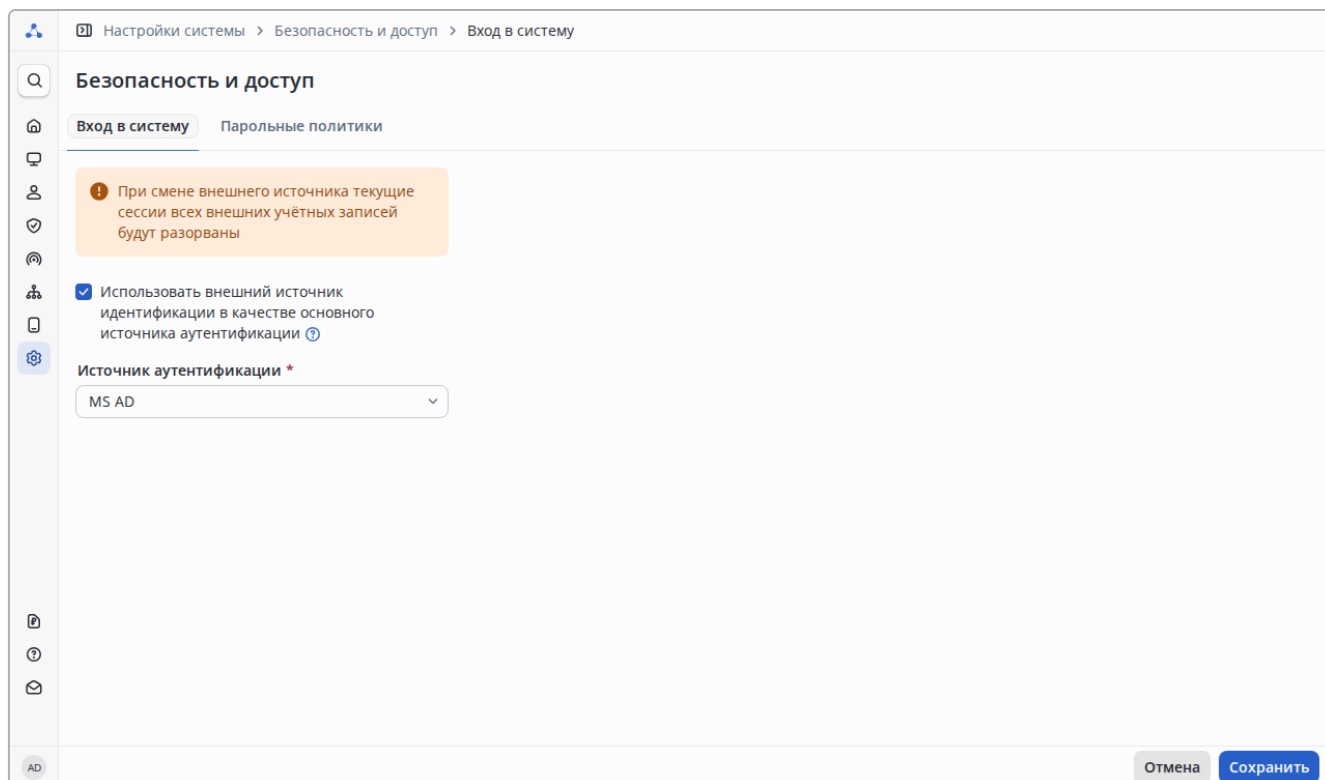 Настройки системы > Безопасность и доступ > Вход в систему
Безопасность и доступ
Вход в систему Парольные политики
При смене внешнего источника текущие
сессии всех внешних учётных записей
будут разорваны
Использовать внешний источник
идентификации в качестве основного
источника аутентификации
Источник аутентификации *
MS AD
AD
Отмена Сохранить